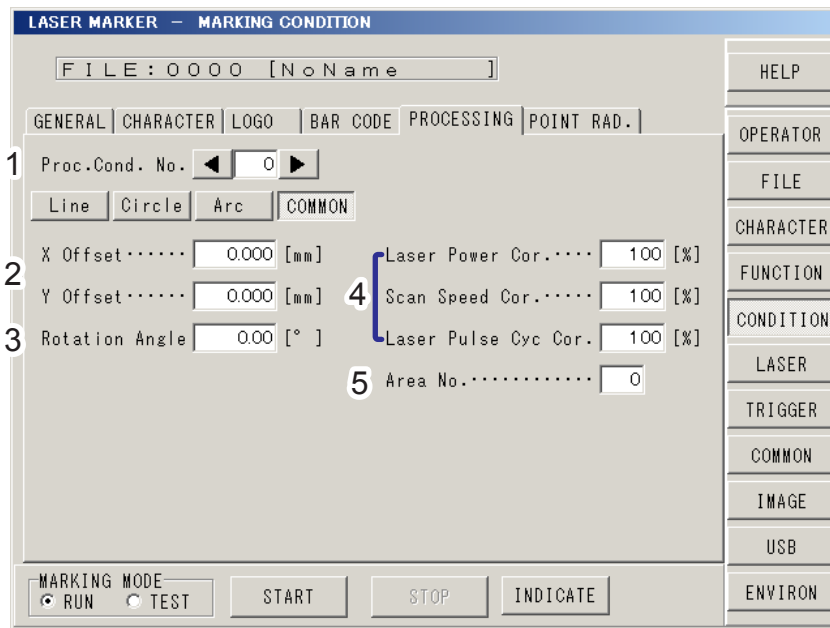 LASER MARKER － MARKING CONDITION
FILE:0000 [NoName ]
GENERAL CHARACTER LOGO BAR CODE PROCESSING POINT RAD.
1 Proc.Cond. No. ◀ 0 ▶
Line Circle Arc COMMON
2
X Offset······ 0.000 [mm]
Y Offset······ 0.000 [mm]
3 Rotation Angle 0.00 [° ]
4
Laser Power Cor.···· 100 [%]
Scan Speed Cor.····· 100 [%]
Laser Pulse Cyc Cor. 100 [%]
5 Area No.············ 0
MARKING MODE
RUN TEST
START
STOP
INDICATE
HELP
OPERATOR
FILE
CHARACTER
FUNCTION
CONDITION
LASER
TRIGGER
COMMON
IMAGE
USB
ENVIRON